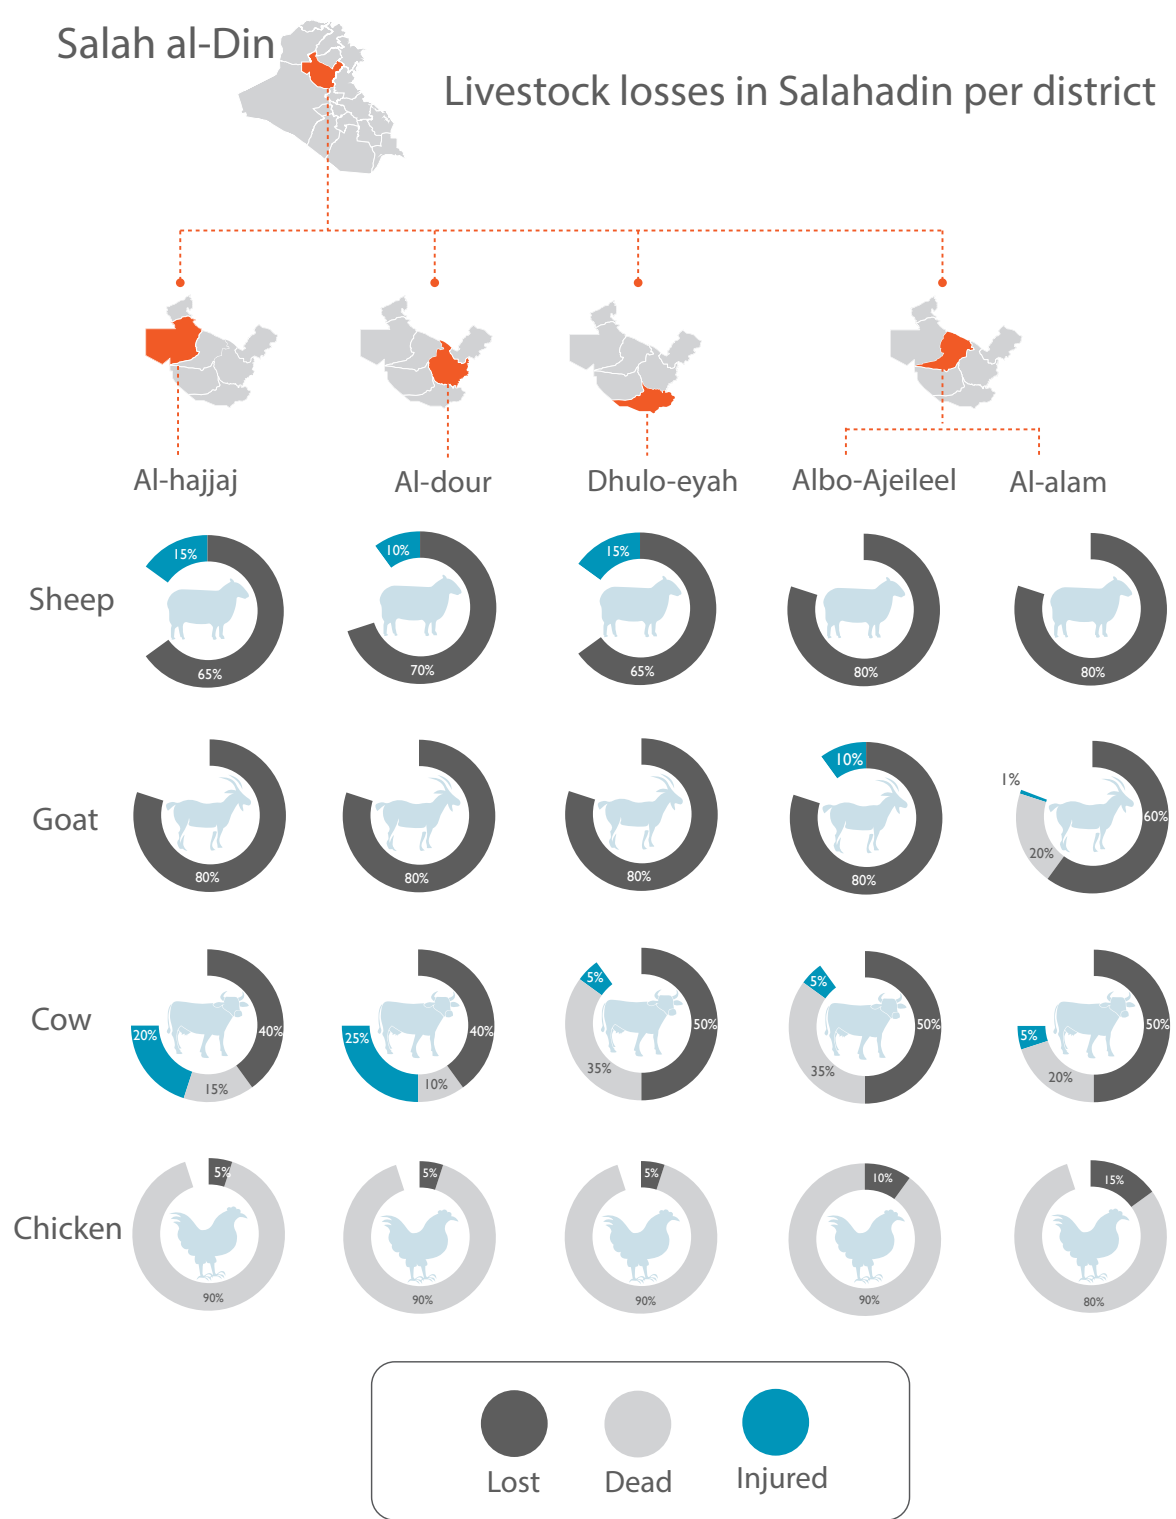 Salah al-Din
Livestock losses in Salahadin per district
Al-hajjaj
Al-dour
Dhulo-eyah
Albo-Ajeileel
Al-alam
Sheep
15%
65%
10%
70%
15%
65%
80%
80%
Goat
80%
80%
80%
10%
80%
1%
20%
60%
Cow
20%
15%
40%
25%
10%
40%
5%
35%
50%
5%
35%
50%
5%
20%
50%
Chicken
5%
90%
5%
90%
5%
90%
10%
90%
15%
80%
Lost
Dead
Injured